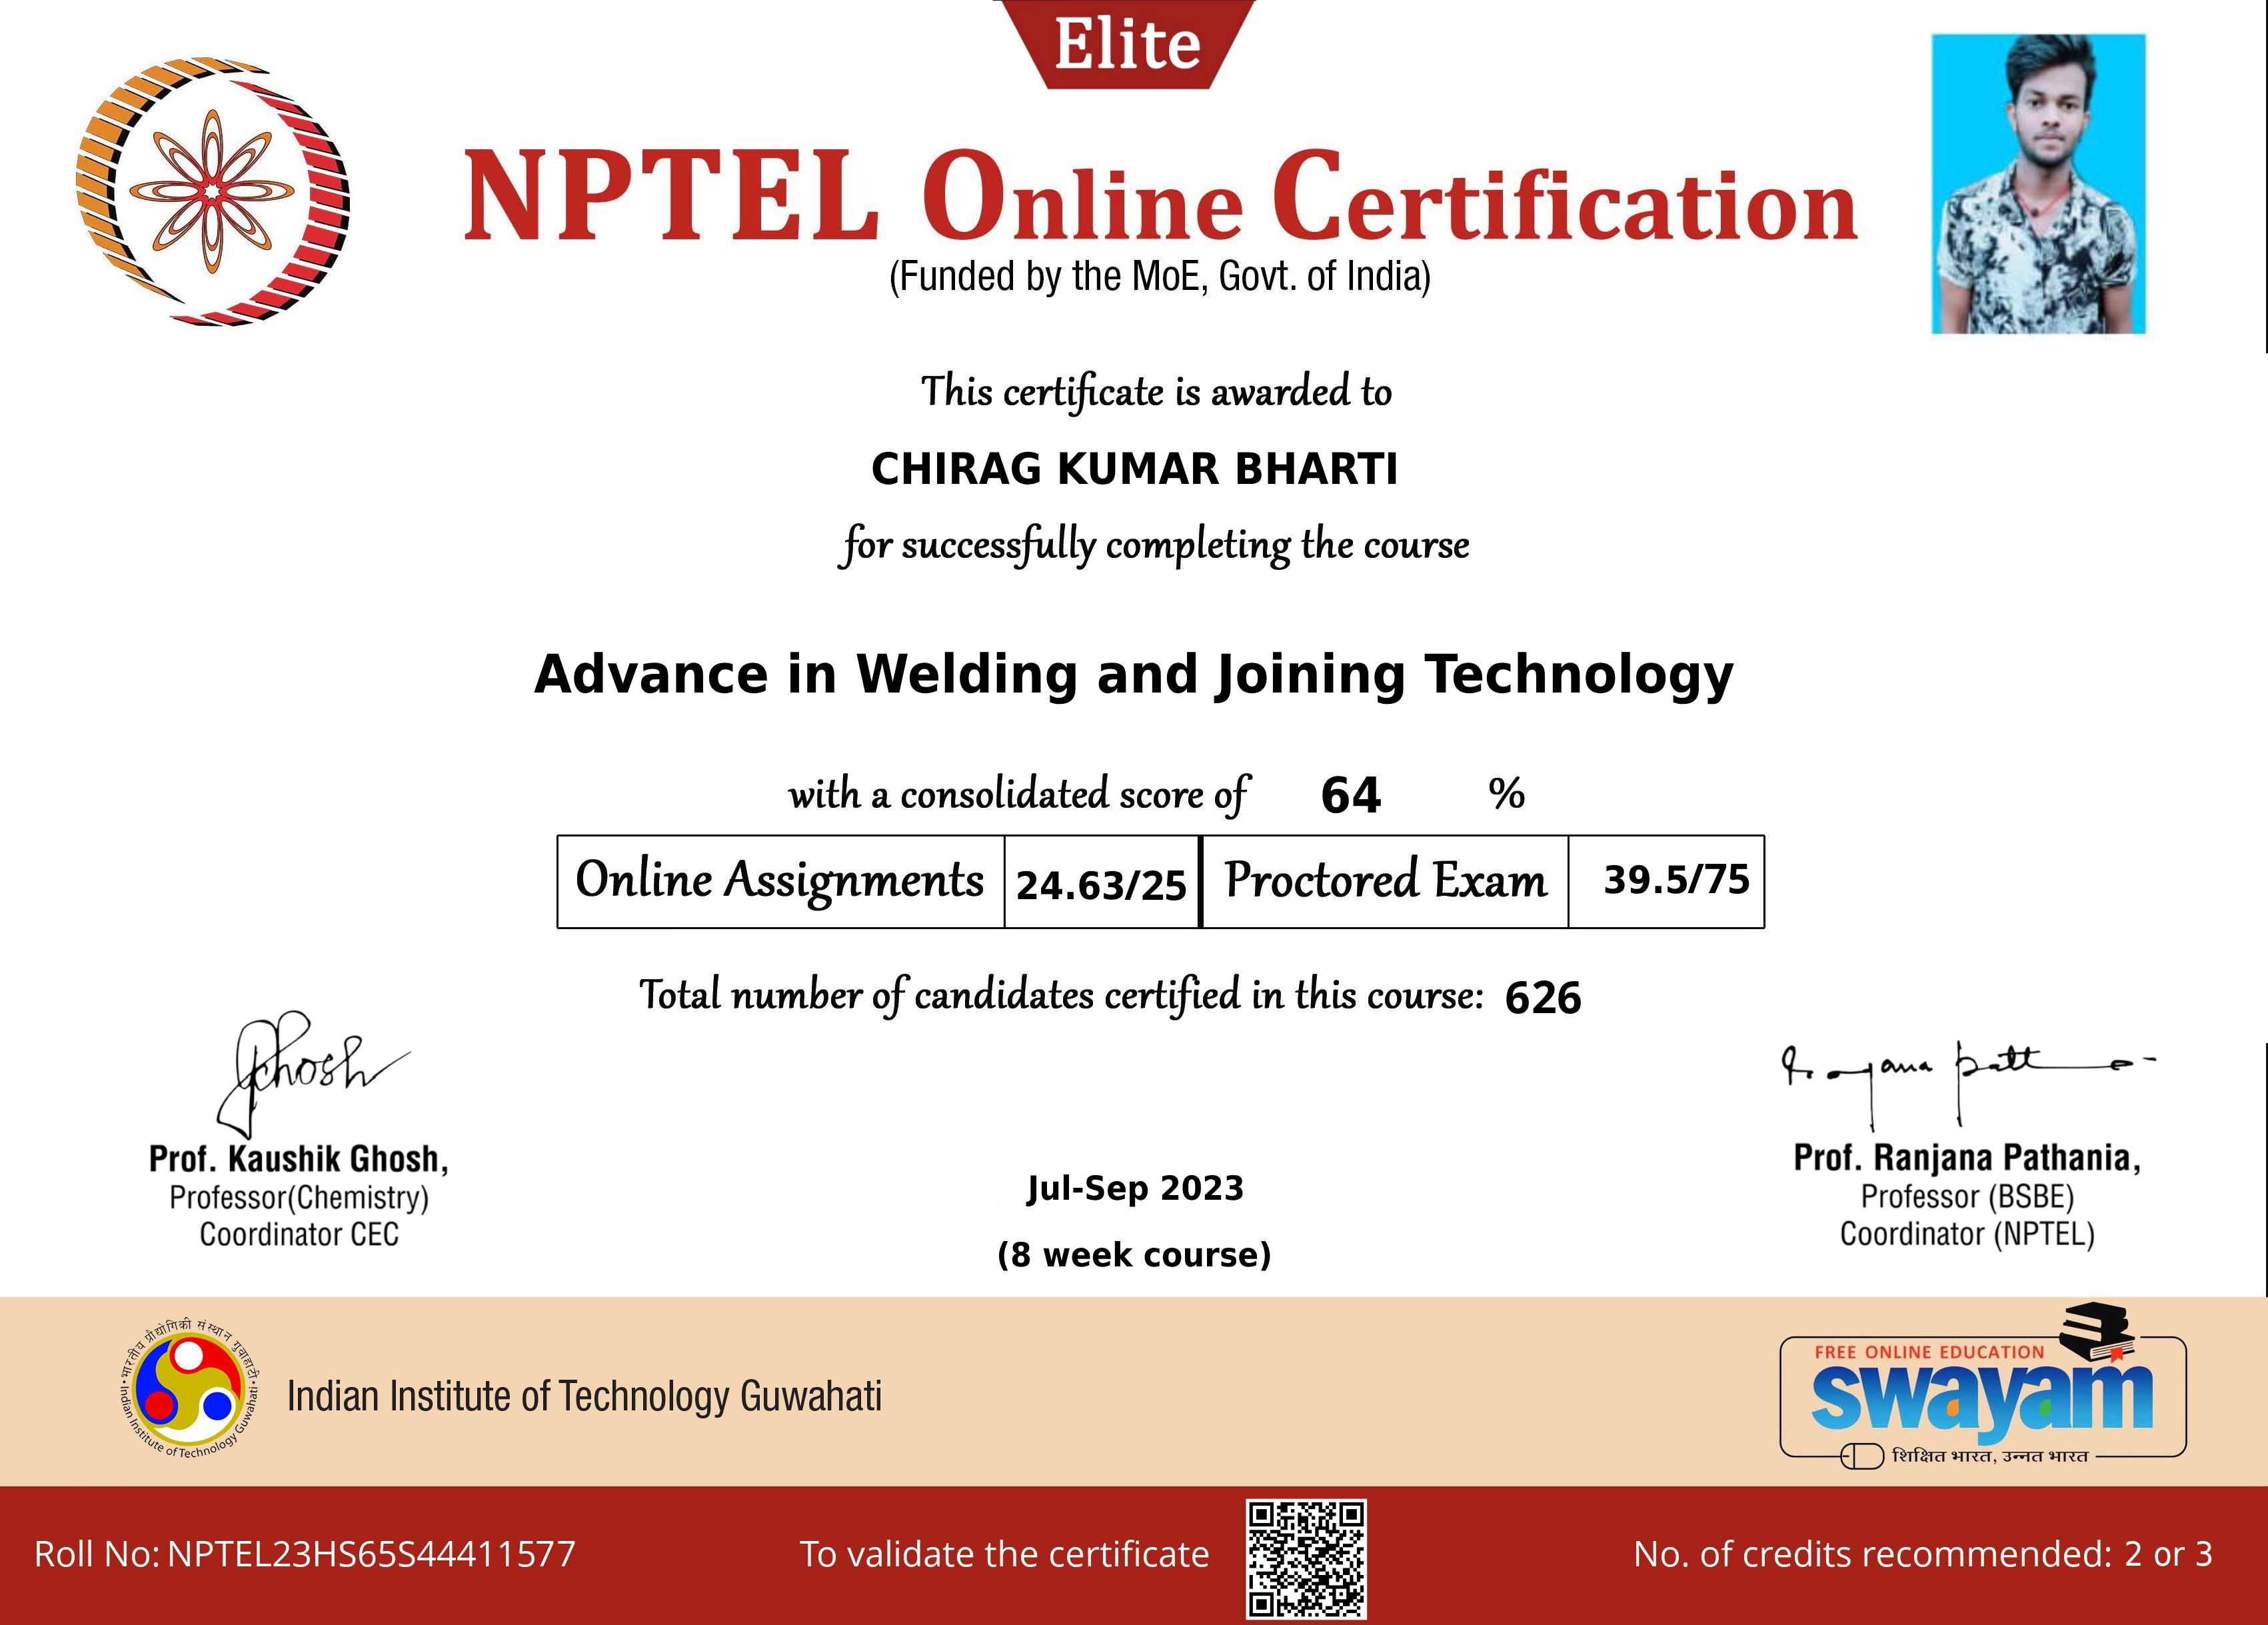 Elite
NPTEL Online Certification
(Funded by the MoE, Govt. of India)
This certificate is awarded to
CHIRAG KUMAR BHARTI
for successfully completing the course
Advance in Welding and Joining Technology
with a consolidated score of 64 %
Online Assignments 24.63/25 Proctored Exam 39.5/75
Total number of candidates certified in this course: 626
Ghosh
Prof. Kaushik Ghosh,
Professor(Chemistry)
Coordinator CEC
Jul-Sep 2023
(8 week course)
Prof. Ranjana Pathania,
Professor (BSBE)
Coordinator (NPTEL)
भारतीय प्रौद्योगिकी संस्थान गुवाहाटी
Indian Institute of Technology Guwahati
Indian Institute of Technology Guwahati
FREE ONLINE EDUCATION
swayam
शिक्षित भारत, उन्नत भारत
Roll No: NPTEL23HS65S44411577
To validate the certificate
No. of credits recommended: 2 or 3